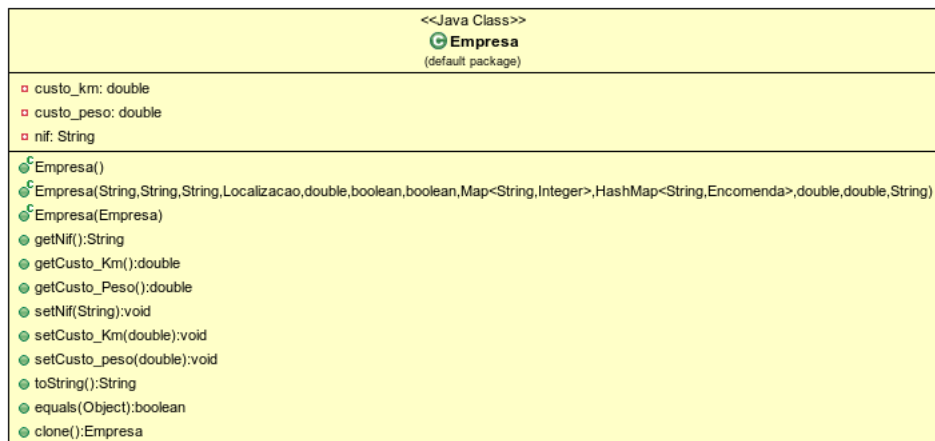 <<Java Class>>
Empresa
(default package)
custo_km: double
custo_peso: double
nif: String
Empresa()
Empresa(String,String,String,Localizacao,double,boolean,boolean,Map<String,Integer>,HashMap<String,Encomenda>,double,double,String)
Empresa(Empresa)
getNif():String
getCusto_Km():double
getCusto_Peso():double
setNif(String):void
setCusto_Km(double):void
setCusto_peso(double):void
toString():String
equals(Object):boolean
clone():Empresa